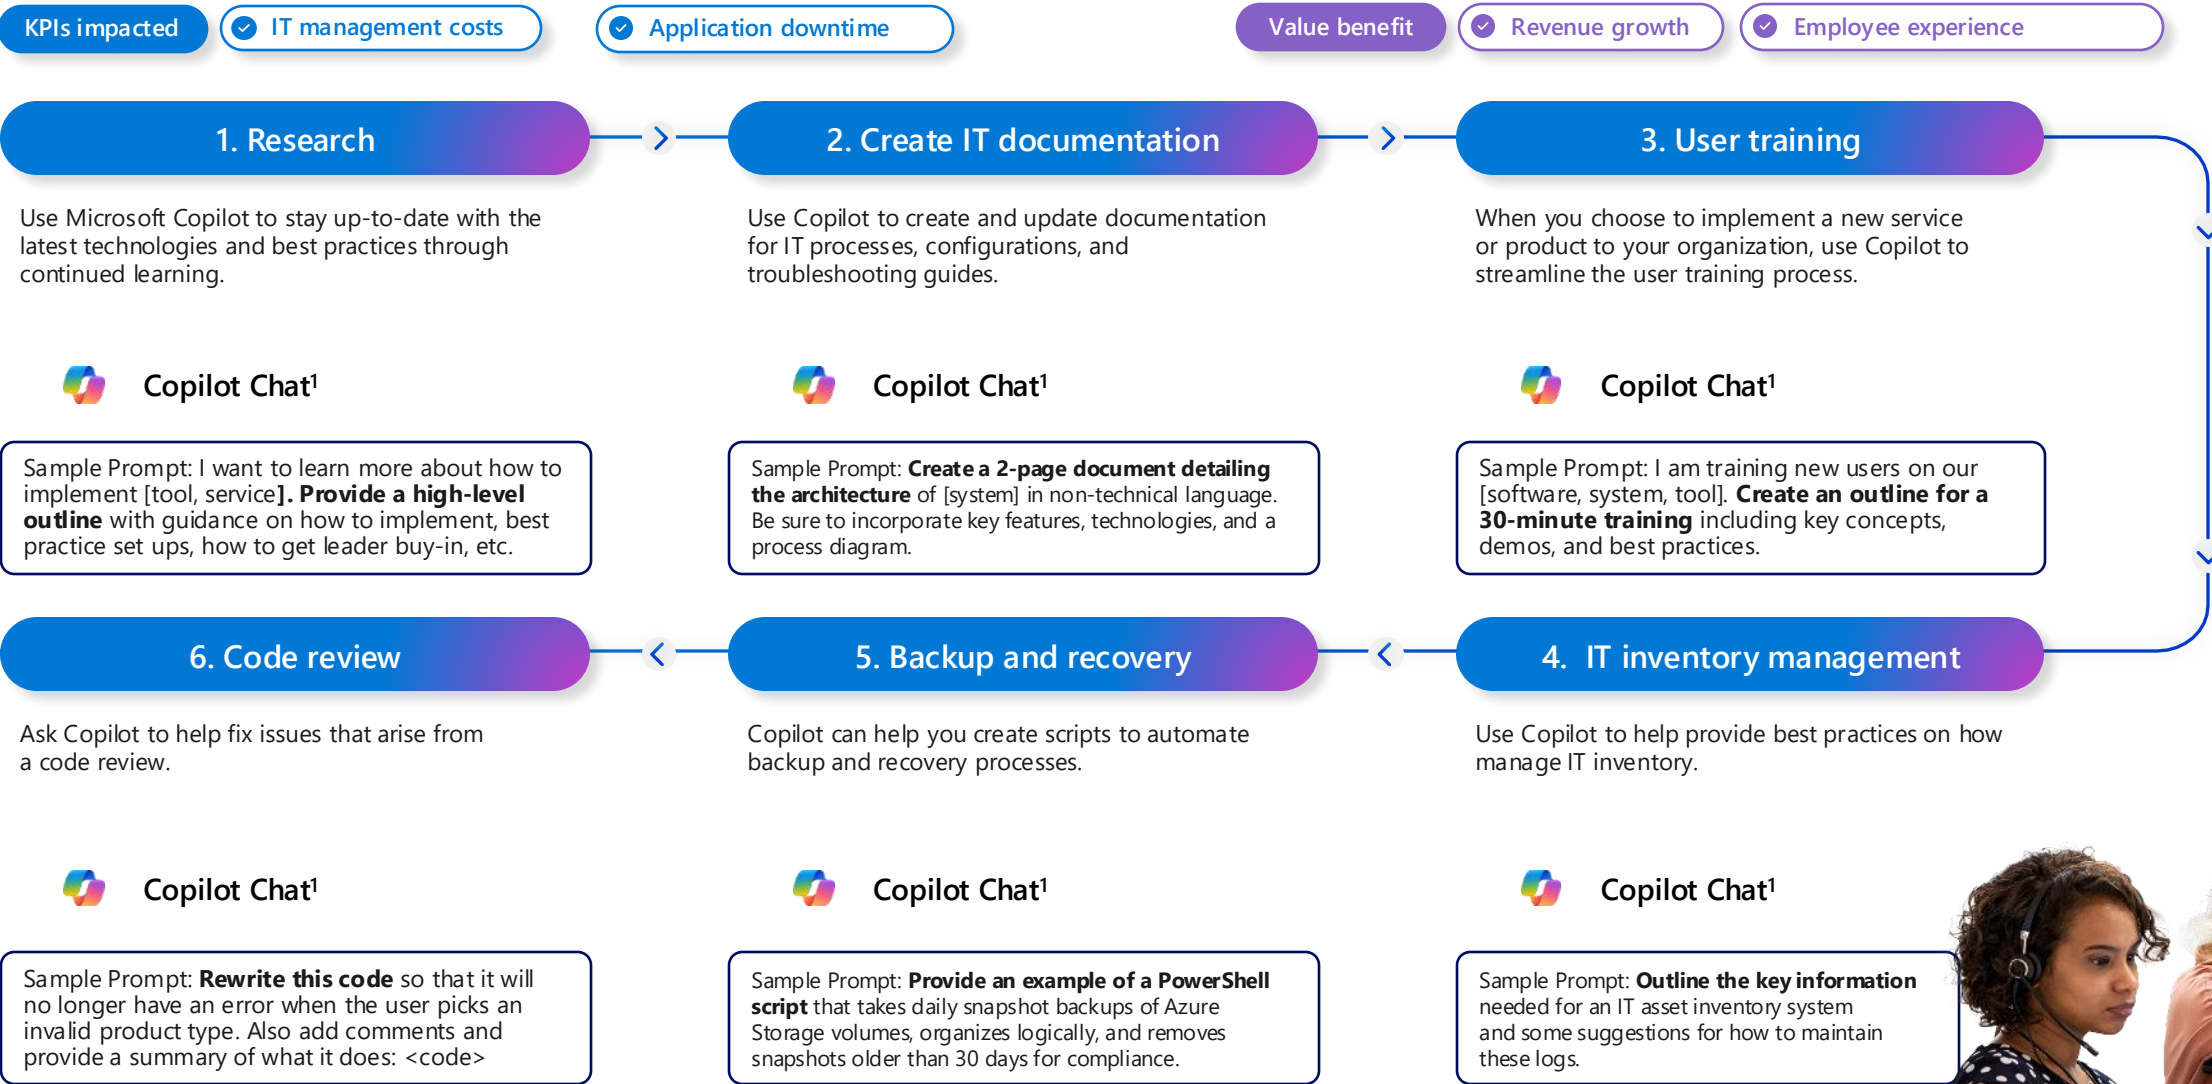 KPIs impacted
IT management costs
Application downtime
Value benefit
Revenue growth
Employee experience
1. Research
Use Microsoft Copilot to stay up-to-date with the
latest technologies and best practices through
continued learning.
Copilot Chat¹
Sample Prompt: I want to learn more about how to
implement [tool, service]. Provide a high-level
outline with guidance on how to implement, best
practice set ups, how to get leader buy-in, etc.
2. Create IT documentation
Use Copilot to create and update documentation
for IT processes, configurations, and
troubleshooting guides.
Copilot Chat¹
Sample Prompt: Create a 2-page document detailing
the architecture of [system] in non-technical language.
Be sure to incorporate key features, technologies, and a
process diagram.
3. User training
When you choose to implement a new service
or product to your organization, use Copilot to
streamline the user training process.
Copilot Chat¹
Sample Prompt: I am training new users on our
[software, system, tool]. Create an outline for a
30-minute training including key concepts,
demos, and best practices.
4. IT inventory management
Use Copilot to help provide best practices on how
manage IT inventory.
Copilot Chat¹
Sample Prompt: Outline the key information
needed for an IT asset inventory system
and some suggestions for how to maintain
these logs.
5. Backup and recovery
Copilot can help you create scripts to automate
backup and recovery processes.
Copilot Chat¹
Sample Prompt: Provide an example of a PowerShell
script that takes daily snapshot backups of Azure
Storage volumes, organizes logically, and removes
snapshots older than 30 days for compliance.
6. Code review
Ask Copilot to help fix issues that arise from
a code review.
Copilot Chat¹
Sample Prompt: Rewrite this code so that it will
no longer have an error when the user picks an
invalid product type. Also add comments and
provide a summary of what it does: <code>